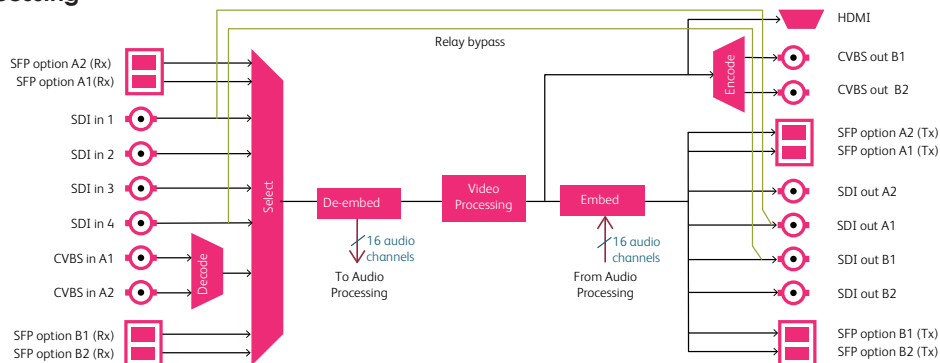 Relay bypass
SFP option A2 (Rx)
SFP option A1(Rx)
SDI in 1
SDI in 2
SDI in 3
SDI in 4
CVBS in A1
CVBS in A2
SFP option B1 (Rx)
SFP option B2 (Rx)
Decode
Select
De-embed
16 audio
channels
To Audio
Processing
Video
Processing
Embed
16 audio
channels
From Audio
Processing
Encode
HDMI
CVBS out B1
CVBS out B2
SFP option A2 (Tx)
SFP option A1 (Tx)
SDI out A2
SDI out A1
SDI out B1
SDI out B2
SFP option B1 (Tx)
SFP option B2 (Tx)